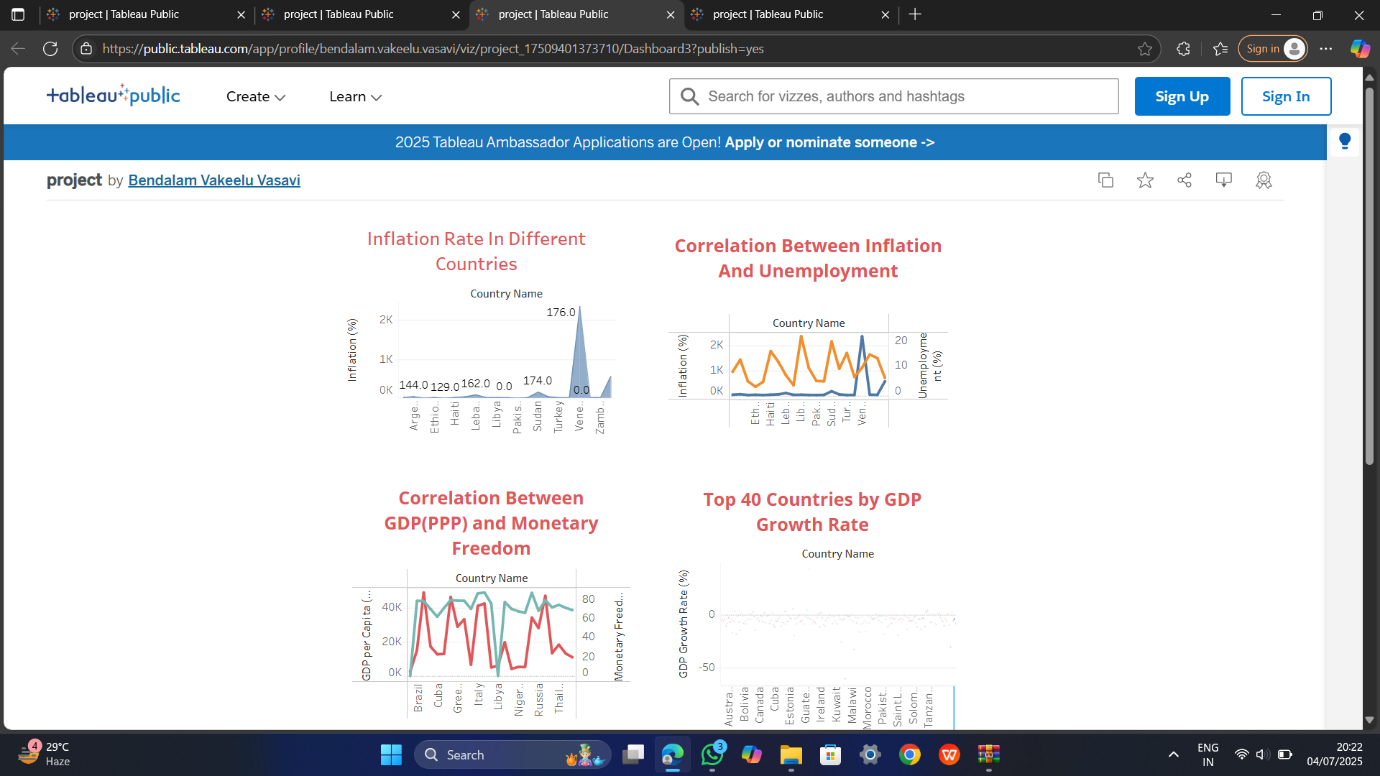 project | Tableau Public
project | Tableau Public
project | Tableau Public
project | Tableau Public
https://public.tableau.com/app/profile/bendalam.vakeelu.vasavi/viz/project_17509401373710/Dashboard3?publish=yes
Sign in
tableau public
Create
Learn
Search for vizzes, authors and hashtags
Sign Up
Sign In
2025 Tableau Ambassador Applications are Open! Apply or nominate someone ->
project by Bendalam Vakeelu Vasavi
Inflation Rate In Different
Countries
Country Name
Inflation (%)
2K
1K
0K
176.0
144.0
129.0
162.0
0.0
174.0
0.0
Arge..
Ethio..
Haiti
Leba..
Libya
Pakis..
Sudan
Turkey
Vene..
Zamb..
Correlation Between Inflation
And Unemployment
Country Name
Inflation (%)
2K
1K
0K
20
10
0
Unemployme
nt (%)
Eth..
Haiti
Leb..
Lib..
Pak..
Sud..
Tur..
Ven..
Correlation Between
GDP(PPP) and Monetary
Freedom
Country Name
GDP per Capita (...
40K
20K
0K
80
60
40
20
0
Monetary Freed...
Brazil
Cuba
Gree..
Italy
Libya
Niger..
Russia
Thail..
Top 40 Countries by GDP
Growth Rate
Country Name
GDP Growth Rate (%)
0
-50
Austra..
Bolivia
Canada
Cuba
Estonia
Guate..
Ireland
Kuwait
Malawi
Morocco
Pakist..
Saint L..
Solom..
Tanzan..
4
29°C
Haze
Search
3
ENG
IN
20:22
04/07/2025